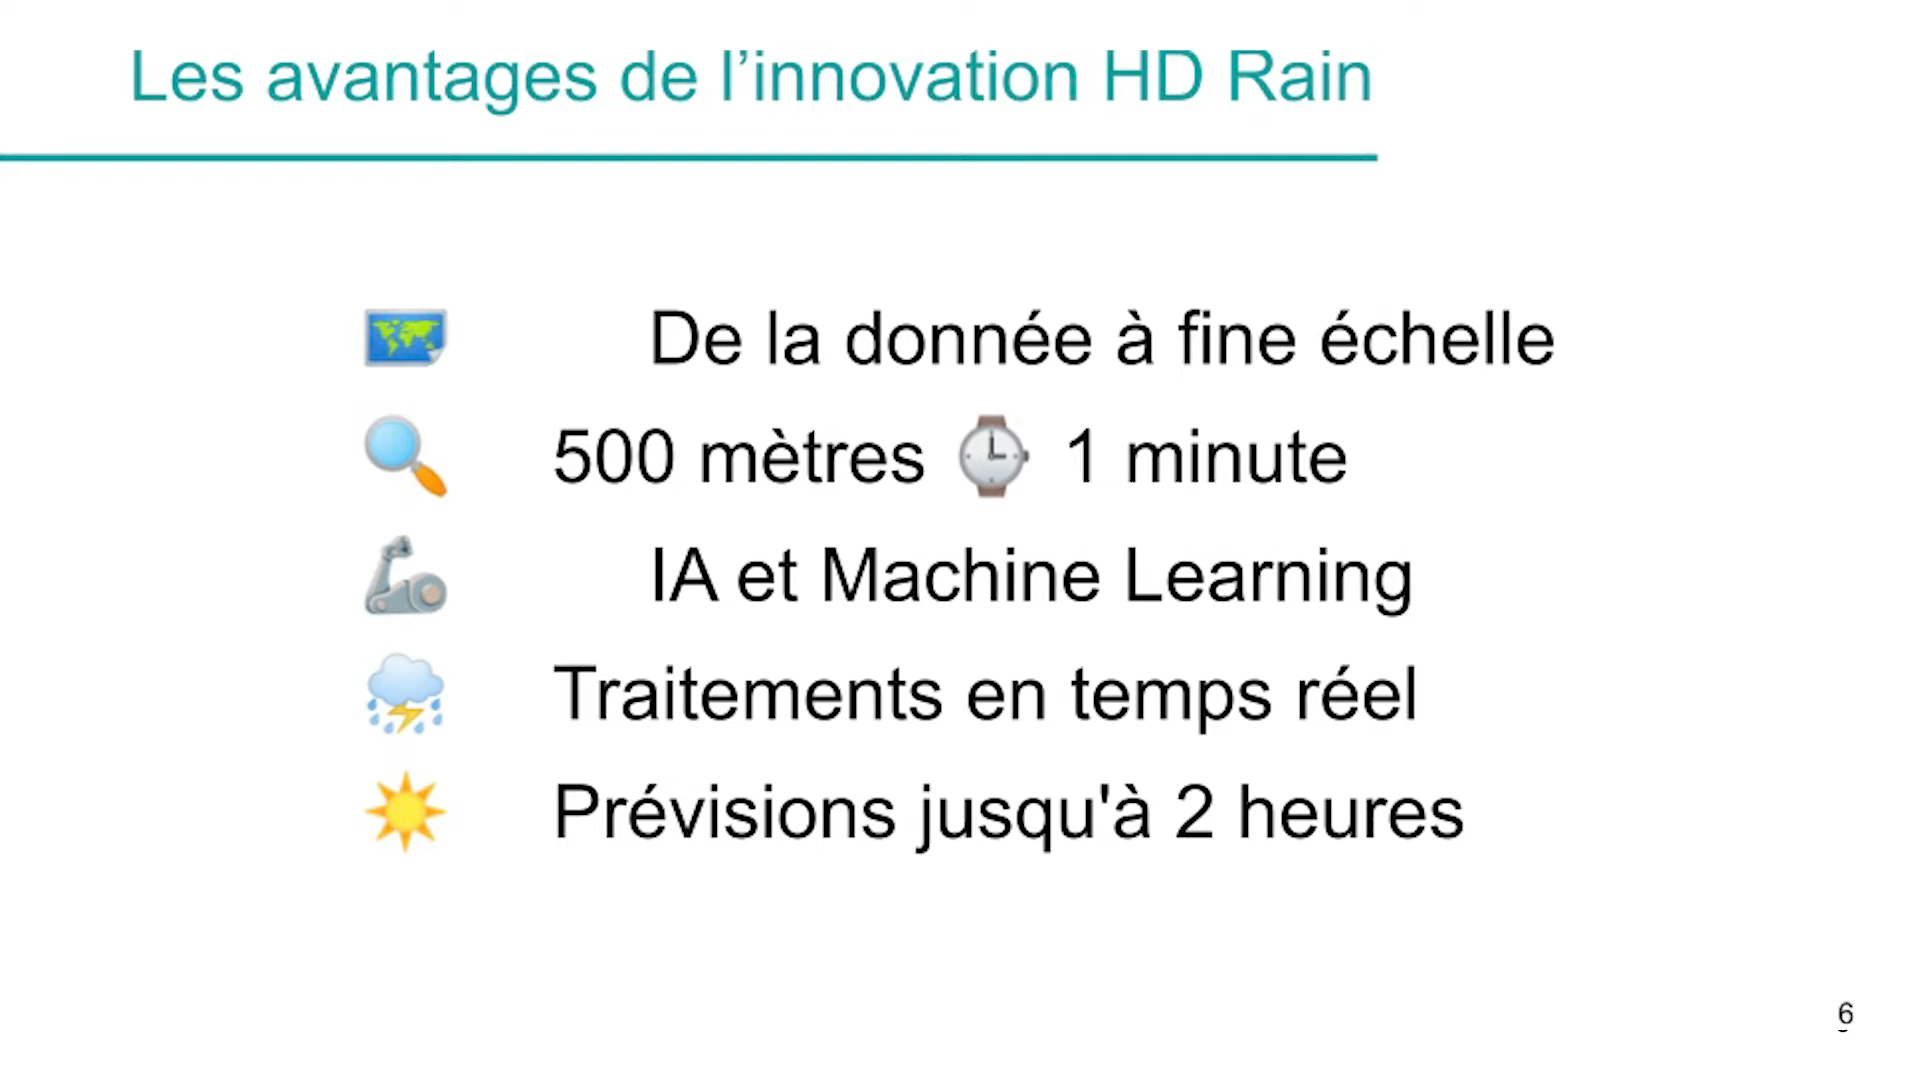 Les avantages de l’innovation HD Rain
De la donnée à fine échelle
500 mètres 1 minute
IA et Machine Learning
Traitements en temps réel
Prévisions jusqu'à 2 heures
6